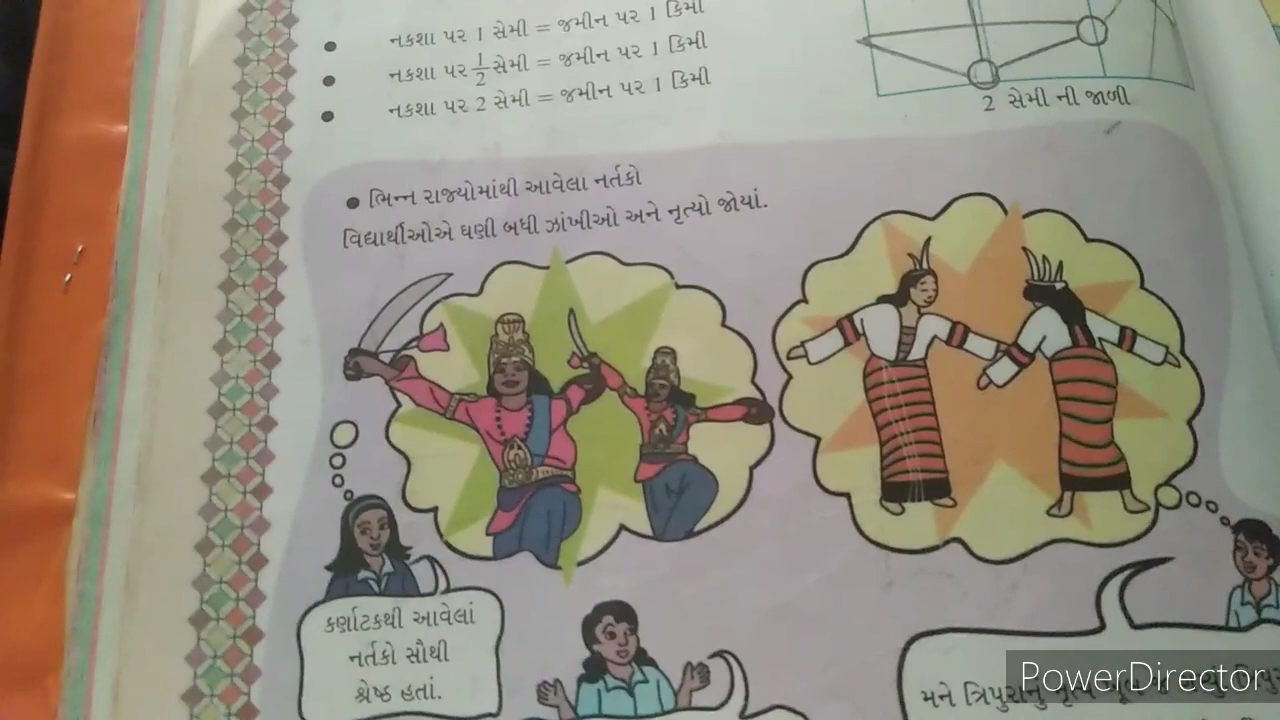 નકશા પર 1 સેમી = જમીન પર 1 કિમી
નકશા પર 1/2 સેમી = જમીન પર 1 કિમી
નકશા પર 2 સેમી = જમીન પર 1 કિમી
2 સેમી ની જાળી
ભિન્ન રાજ્યોમાંથી આવેલા નર્તકો
વિદ્યાર્થીઓએ ઘણી બધી ઝાંખીઓ અને નૃત્યો જોયાં.
કર્ણાટકથી આવેલાં
નર્તકો સૌથી
શ્રેષ્ઠ હતાં.
મને ત્રિપુરાનું
PowerDirector